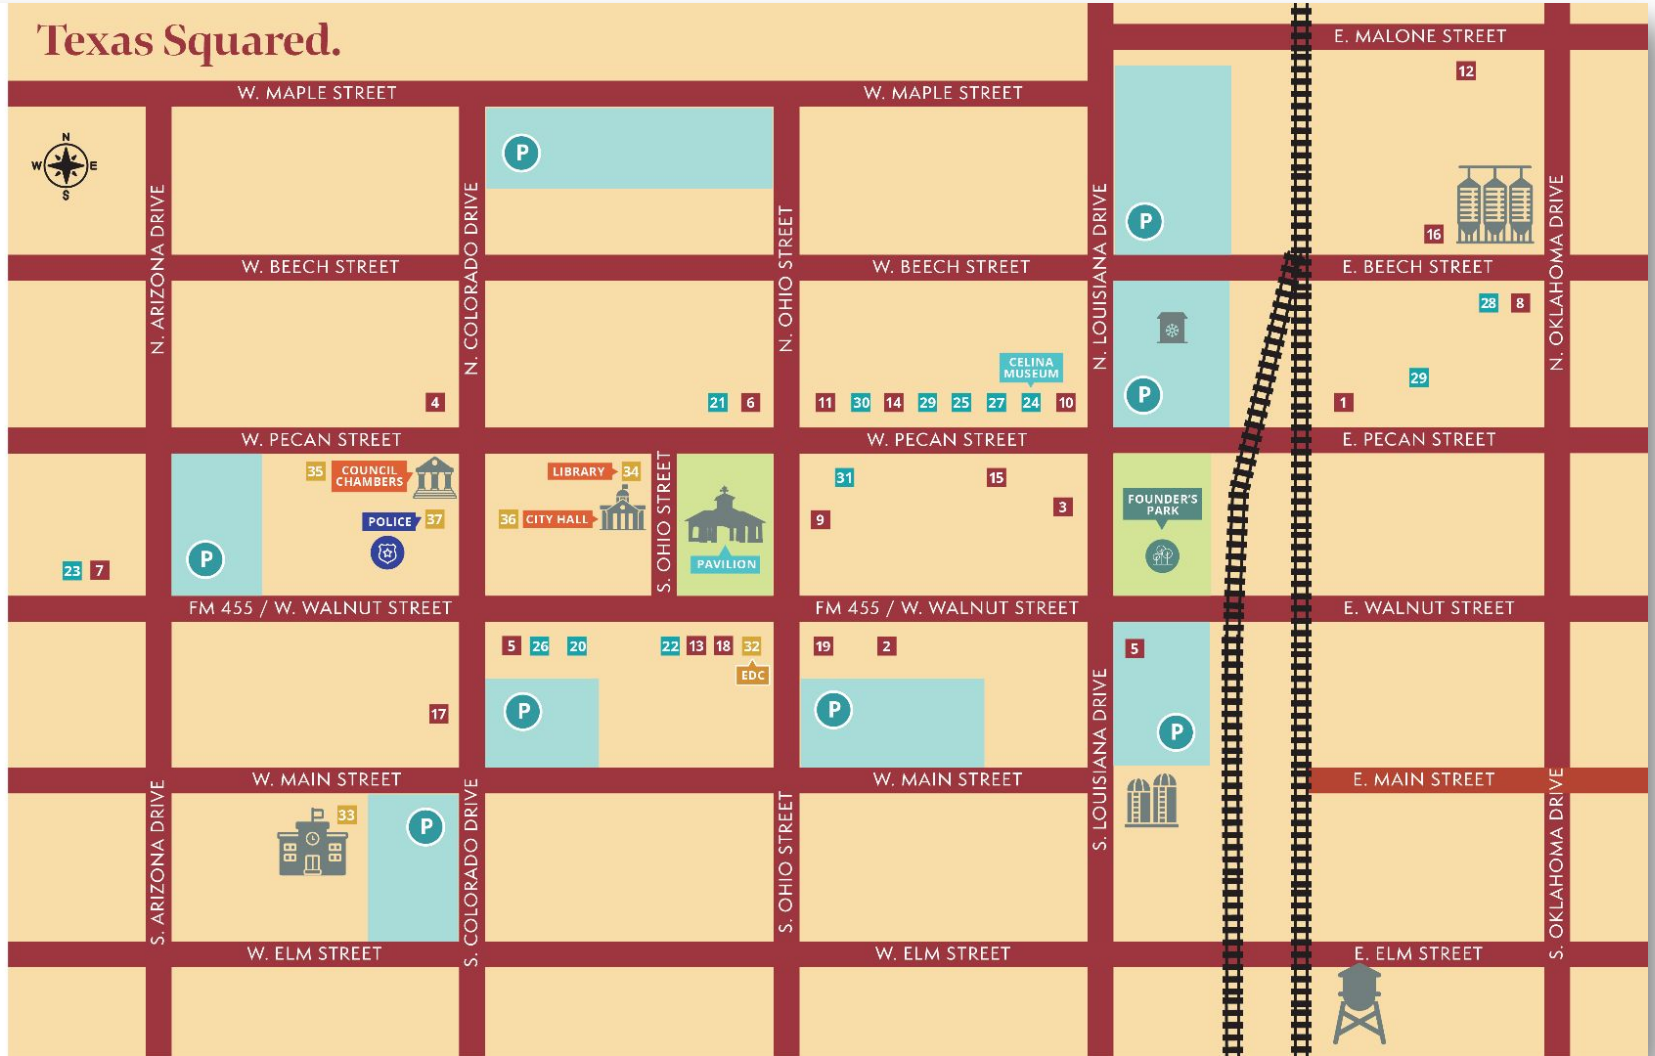 Texas Squared.
E. MALONE STREET
12
W. MAPLE STREET
W. MAPLE STREET
N
W E
S
P
P
N. ARIZONA DRIVE
N. COLORADO DRIVE
N. OHIO STREET
N. LOUISIANA DRIVE
N. OKLAHOMA DRIVE
16
W. BEECH STREET
W. BEECH STREET
E. BEECH STREET
28 8
CELINA
MUSEUM
29
4
21 6
11 30 14 29 25 27 24 10
P
1
W. PECAN STREET
W. PECAN STREET
E. PECAN STREET
35 COUNCIL
CHAMBERS
LIBRARY 34
S. OHIO STREET
31
15
POLICE 37
36 CITY HALL
9
3
FOUNDER'S
PARK
P
PAVILION
23 7
FM 455 / W. WALNUT STREET
FM 455 / W. WALNUT STREET
E. WALNUT STREET
5 26 20
22 13 18 32
EDC
19 2
5
17
P
P
P
W. MAIN STREET
W. MAIN STREET
E. MAIN STREET
S. ARIZONA DRIVE
S. COLORADO DRIVE
S. OHIO STREET
S. LOUISIANA DRIVE
S. OKLAHOMA DRIVE
33
P
W. ELM STREET
W. ELM STREET
E. ELM STREET